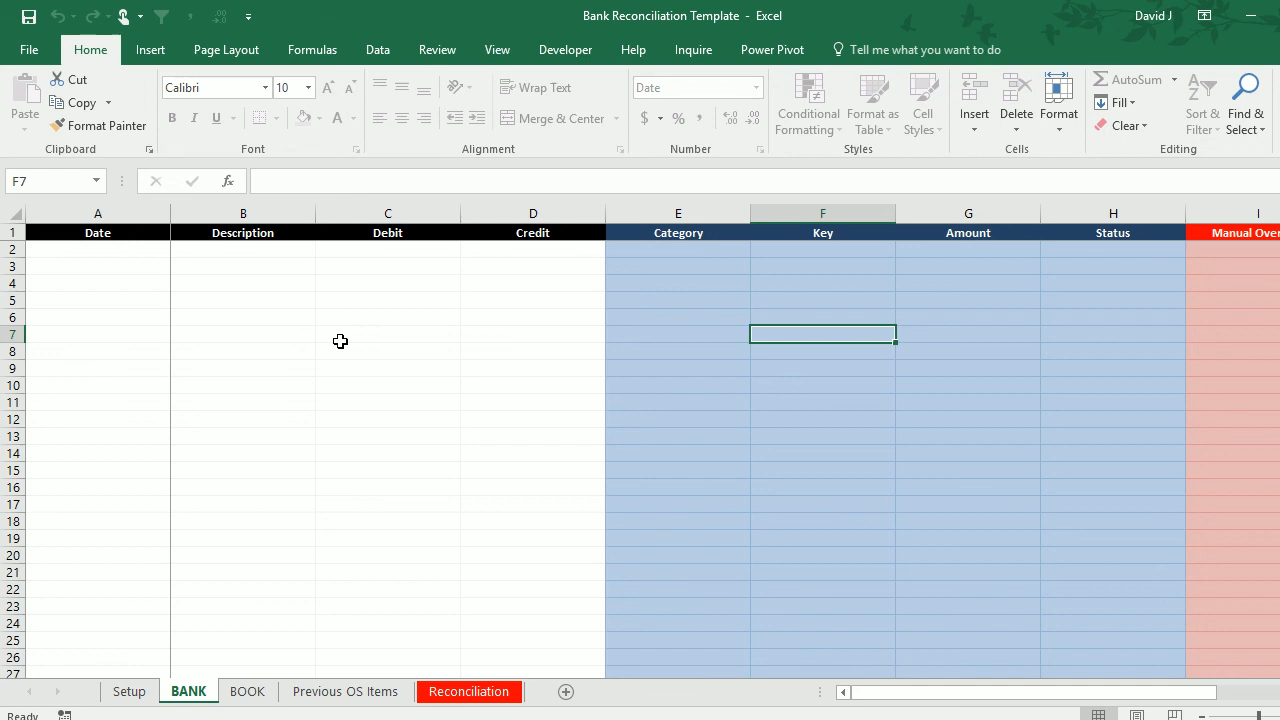 Bank Reconciliation Template - Excel
David J
File Home Insert Page Layout Formulas Data Review View Developer Help Inquire Power Pivot Tell me what you want to do
Paste
Cut
Copy
Format Painter
Clipboard
Calibri 10
B I U
Font
Wrap Text
Merge & Center
Alignment
Date
$ % ,
Number
Conditional Formatting
Format as Table
Cell Styles
Styles
Insert
Delete
Format
Cells
AutoSum
Fill
Clear
Sort & Filter
Find & Select
Editing
F7
fx
A B C D E F G H I
1 Date Description Debit Credit Category Key Amount Status Manual Over
2
3
4
5
6
7
8
9
10
11
12
13
14
15
16
17
18
19
20
21
22
23
24
25
26
27
Setup BANK BOOK Previous OS Items Reconciliation
Ready